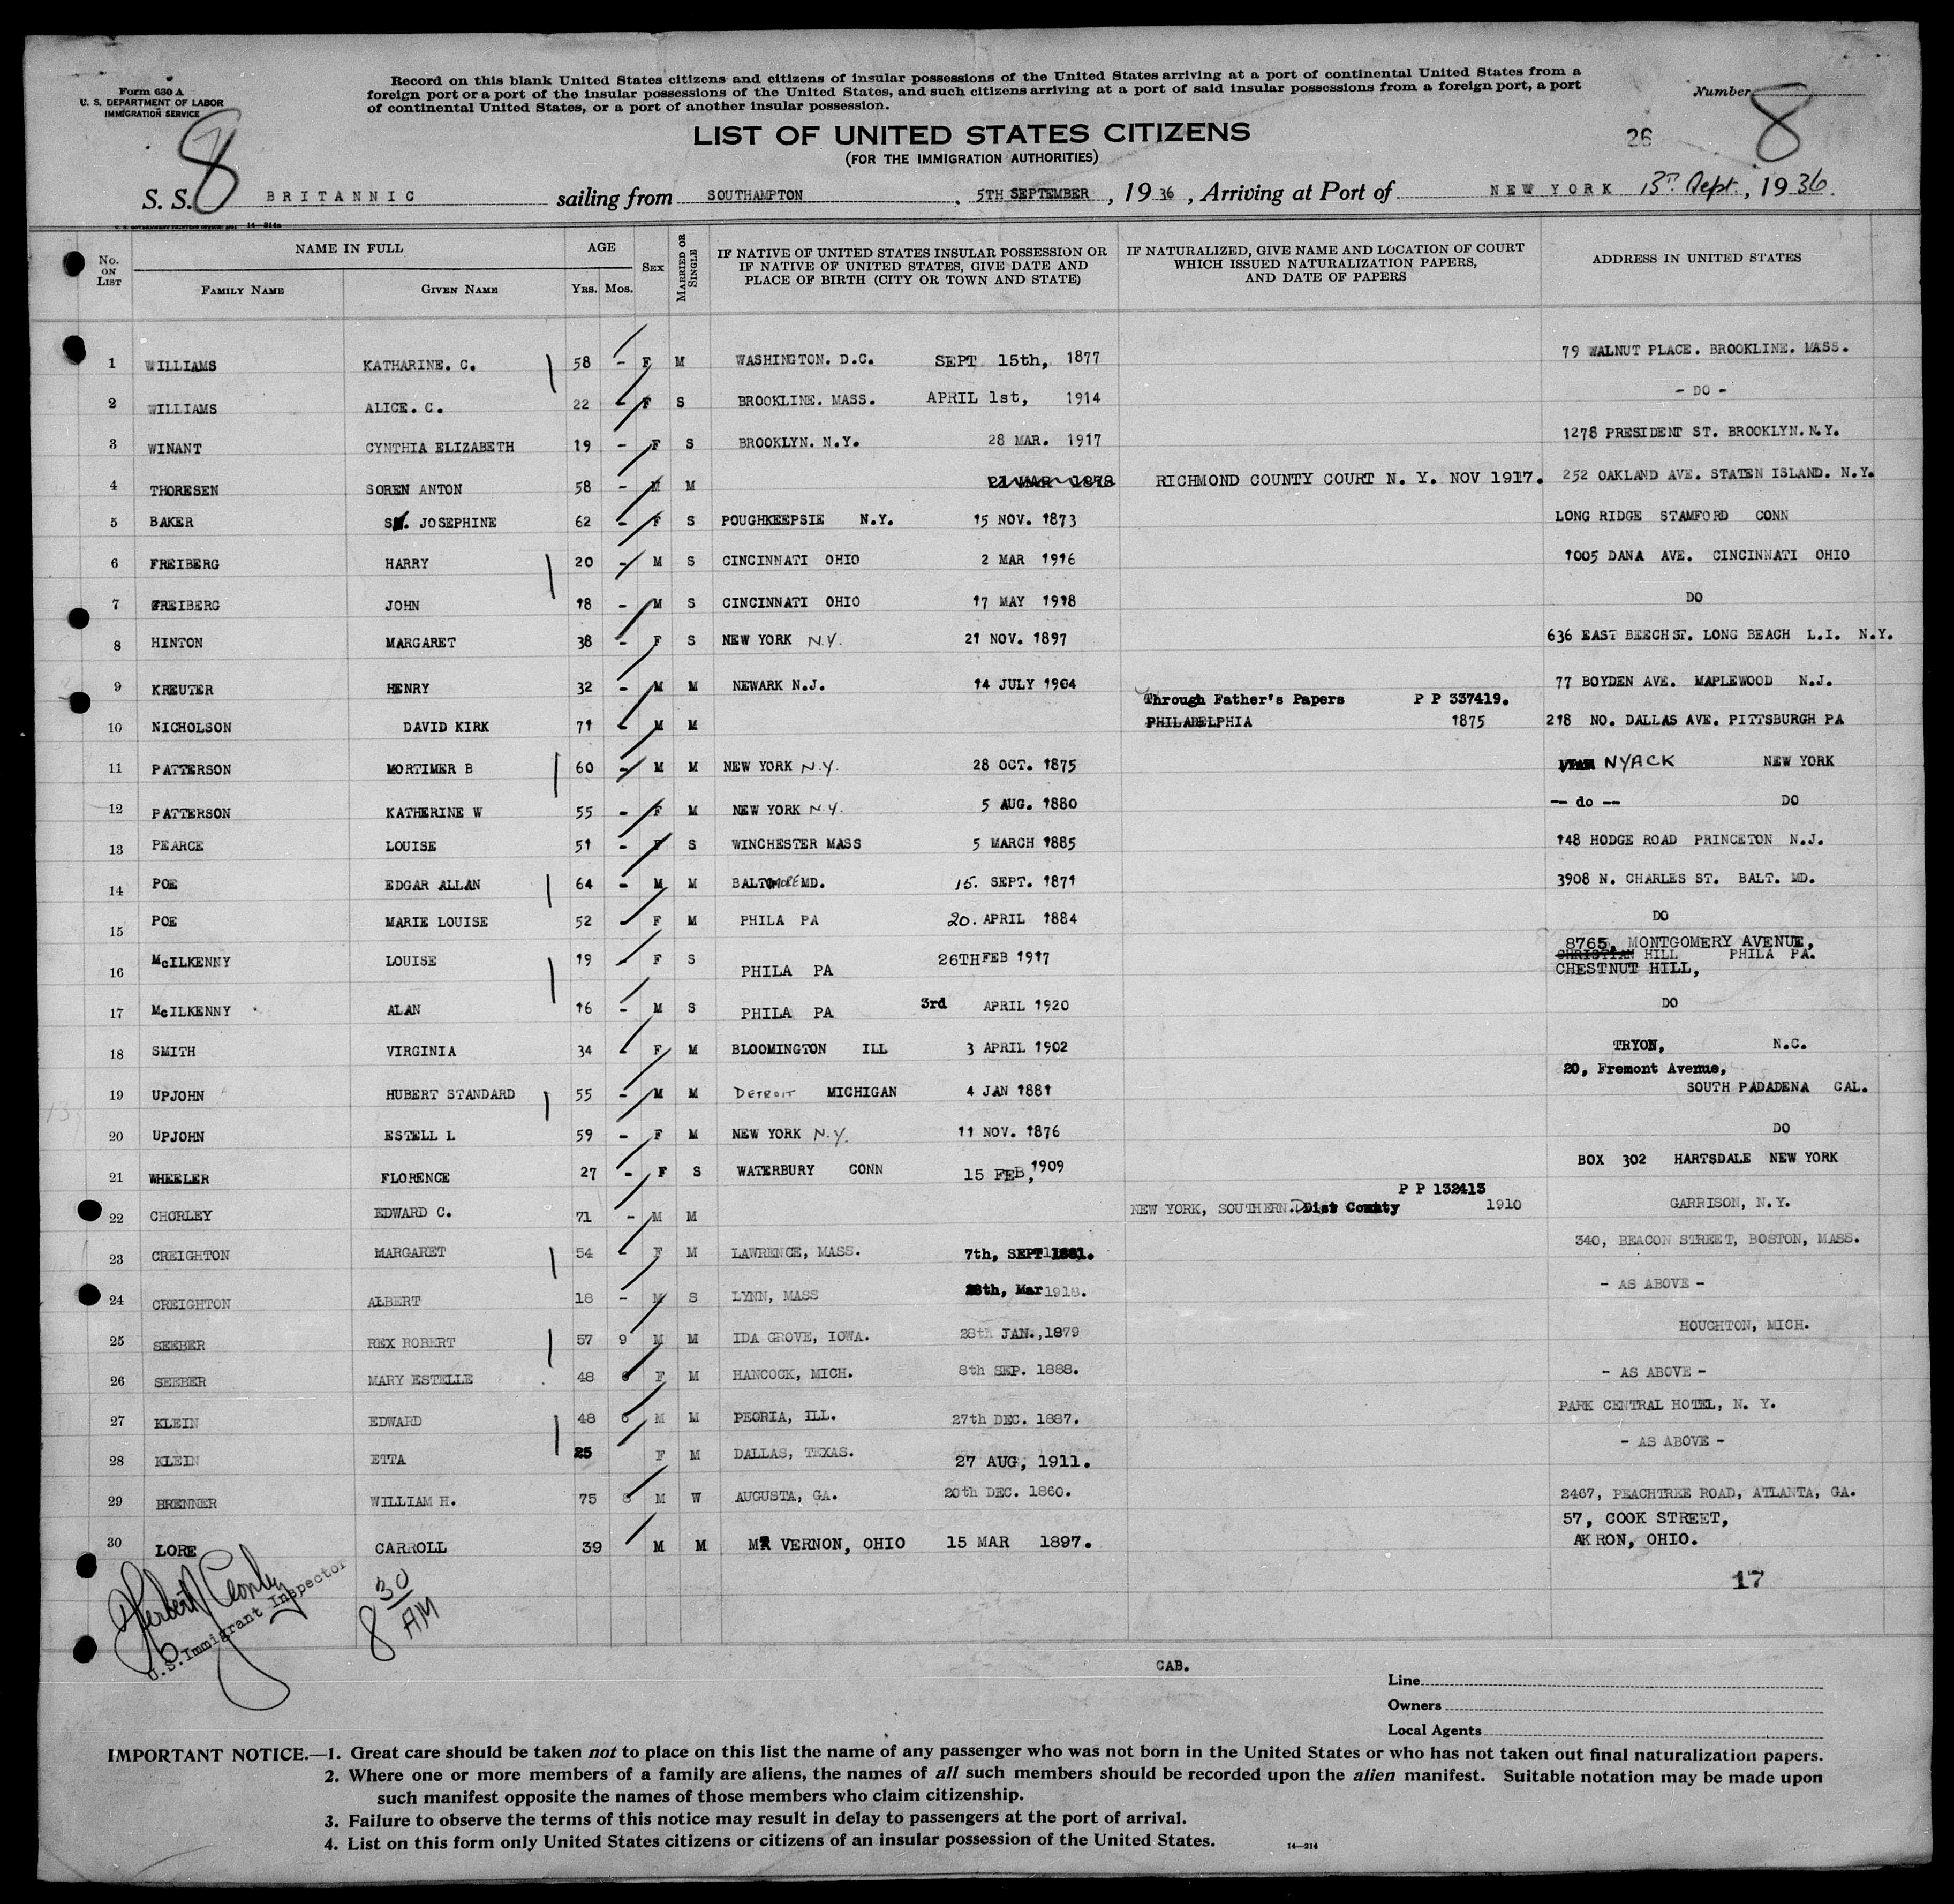 Form 630 A
U. S. DEPARTMENT OF LABOR
IMMIGRATION SERVICE
Record on this blank United States citizens and citizens of insular possessions of the United States arriving at a port of continental United States from a
foreign port or a port of the insular possessions of the United States, and such citizens arriving at a port of said insular possessions from a foreign port, a port
of continental United States, or a port of another insular possession.
Number 8
8
LIST OF UNITED STATES CITIZENS
(FOR THE IMMIGRATION AUTHORITIES)
26
S. S. BRITANNIC sailing from SOUTHAMPTON, 5TH SEPTEMBER, 1936, Arriving at Port of NEW YORK 13th Sept., 1936.
No. ON LIST
NAME IN FULL
FAMILY NAME GIVEN NAME
AGE
YRS. MOS.
SEX
MARRIED OR SINGLE
IF NATIVE OF UNITED STATES INSULAR POSSESSION OR
IF NATIVE OF UNITED STATES, GIVE DATE AND
PLACE OF BIRTH (CITY OR TOWN AND STATE)
IF NATURALIZED, GIVE NAME AND LOCATION OF COURT
WHICH ISSUED NATURALIZATION PAPERS,
AND DATE OF PAPERS
ADDRESS IN UNITED STATES
1 WILLIAMS KATHARINE. C. 58 - F M WASHINGTON. D.C. SEPT 15th, 1877 79 WALNUT PLACE. BROOKLINE. MASS.
2 WILLIAMS ALICE. C. 22 - F S BROOKLINE. MASS. APRIL 1st, 1914 - DO -
3 WINANT CYNTHIA ELIZABETH 19 - F S BROOKLYN. N.Y. 28 MAR. 1917 1278 PRESIDENT ST. BROOKLYN. N.Y.
4 THORESEN SOREN ANTON 58 - M M 21 MAR 1878 RICHMOND COUNTY COURT N. Y. NOV 1917. 252 OAKLAND AVE. STATEN ISLAND. N.Y.
5 BAKER S. JOSEPHINE 62 - F S POUGHKEEPSIE N.Y. 15 NOV. 1873 LONG RIDGE STAMFORD CONN
6 FREIBERG HARRY 20 - M S CINCINNATI OHIO 2 MAR 1916 1005 DANA AVE. CINCINNATI OHIO
7 FREIBERG JOHN 18 - M S CINCINNATI OHIO 17 MAY 1918 DO
8 HINTON MARGARET 38 - F S NEW YORK N.Y. 21 NOV. 1897 636 EAST BEECH ST. LONG BEACH L.I. N.Y.
9 KREUTER HENRY 32 - M M NEWARK N.J. 14 JULY 1904 77 BOYDEN AVE. MAPLEWOOD N.J.
Through Father's Papers P P 337419.
10 NICHOLSON DAVID KIRK 71 - M M PHILADELPHIA 1875 218 NO. DALLAS AVE. PITTSBURGH PA
11 PATTERSON MORTIMER B 60 - M M NEW YORK N.Y. 28 OCT. 1875 NYACK NEW YORK
12 PATTERSON KATHERINE W 55 - F M NEW YORK N.Y. 5 AUG. 1880 -- do -- DO
13 PEARCE LOUISE 51 - F S WINCHESTER MASS 5 MARCH 1885 148 HODGE ROAD PRINCETON N.J.
14 POE EDGAR ALLAN 64 - M M BALTIMORE MD. 15. SEPT. 1871 3908 N. CHARLES ST. BALT. MD.
15 POE MARIE LOUISE 52 - F M PHILA PA 20. APRIL 1884 DO
8765, MONTGOMERY AVENUE,
16 McILKENNY LOUISE 19 - F S PHILA PA 26TH FEB 1917 CHRISTIAN HILL PHILA PA.
CHESTNUT HILL,
17 McILKENNY ALAN 16 - M S PHILA PA 3rd APRIL 1920 DO
18 SMITH VIRGINIA 34 - F M BLOOMINGTON ILL 3 APRIL 1902 TRYON, N.C.
20, Fremont Avenue,
19 UPJOHN HUBERT STANDARD 55 - M M DETROIT MICHIGAN 4 JAN 1881 SOUTH PADADENA CAL.
20 UPJOHN ESTELL L 59 - F M NEW YORK N.Y. 11 NOV. 1876 DO
21 WHEELER FLORENCE 27 - F S WATERBURY CONN 15 FEB, 1909 BOX 302 HARTSDALE NEW YORK
P P 132413
22 CHORLEY EDWARD C. 71 - M M NEW YORK, SOUTHERN. Dist County 1910 GARRISON, N.Y.
23 CREIGHTON MARGARET 54 - F M LAWRENCE, MASS. 7th, SEPT 1881. 340, BEACON STREET, BOSTON, MASS.
24 CREIGHTON ALBERT 18 - M S LYNN, MASS 28th, Mar 1918. - AS ABOVE -
25 SEEBER REX ROBERT 57 9 M M IDA GROVE, IOWA. 28th JAN., 1879 HOUGHTON, MICH.
26 SEEBER MARY ESTELLE 48 F M HANCOCK, MICH. 8th SEP. 1888. - AS ABOVE -
27 KLEIN EDWARD 48 8 M M PEORIA, ILL. 27th DEC. 1887. PARK CENTRAL HOTEL, N. Y.
28 KLEIN ETTA 25 F M DALLAS, TEXAS. 27 AUG, 1911. - AS ABOVE -
29 BRENNER WILLIAM H. 75 8 M W AUGUSTA, GA. 20th DEC. 1860. 2467, PEACHTREE ROAD, ATLANTA, GA.
30 LORE CARROLL 39 M M MT VERNON, OHIO 15 MAR 1897. 57, COOK STREET,
AKRON, OHIO.
17
U.S. Immigrant Inspector
8 30 AM
CAB.
Line
Owners
Local Agents
IMPORTANT NOTICE.—1. Great care should be taken not to place on this list the name of any passenger who was not born in the United States or who has not taken out final naturalization papers.
2. Where one or more members of a family are aliens, the names of all such members should be recorded upon the alien manifest. Suitable notation may be made upon
such manifest opposite the names of those members who claim citizenship.
3. Failure to observe the terms of this notice may result in delay to passengers at the port of arrival.
4. List on this form only United States citizens or citizens of an insular possession of the United States.
14—214